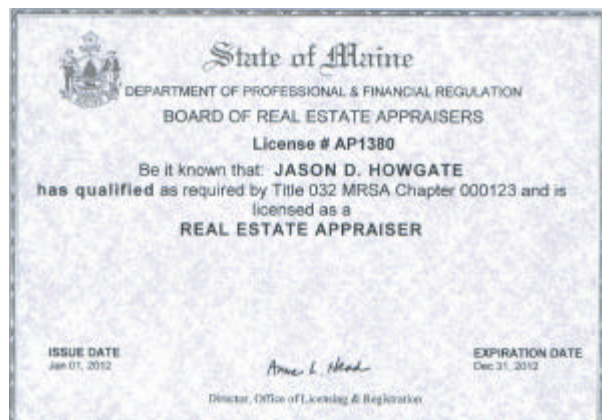 State of Maine
DEPARTMENT OF PROFESSIONAL & FINANCIAL REGULATION
BOARD OF REAL ESTATE APPRAISERS
License # AP1380
Be it known that: JASON D. HOWGATE
has qualified as required by Title 032 MRSA Chapter 000123 and is
licensed as a
REAL ESTATE APPRAISER
ISSUE DATE
Jan 01, 2012
EXPIRATION DATE
Dec 31, 2012
Anne L. Head
Director, Office of Licensing & Registration